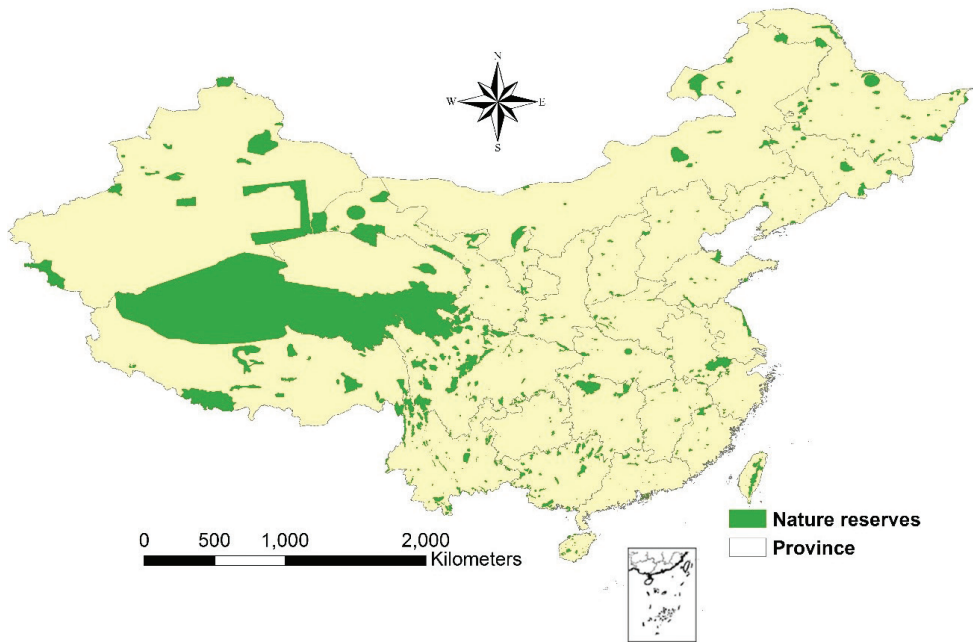 N
W E
S
Nature reserves
Province
0 500 1,000 2,000
Kilometers